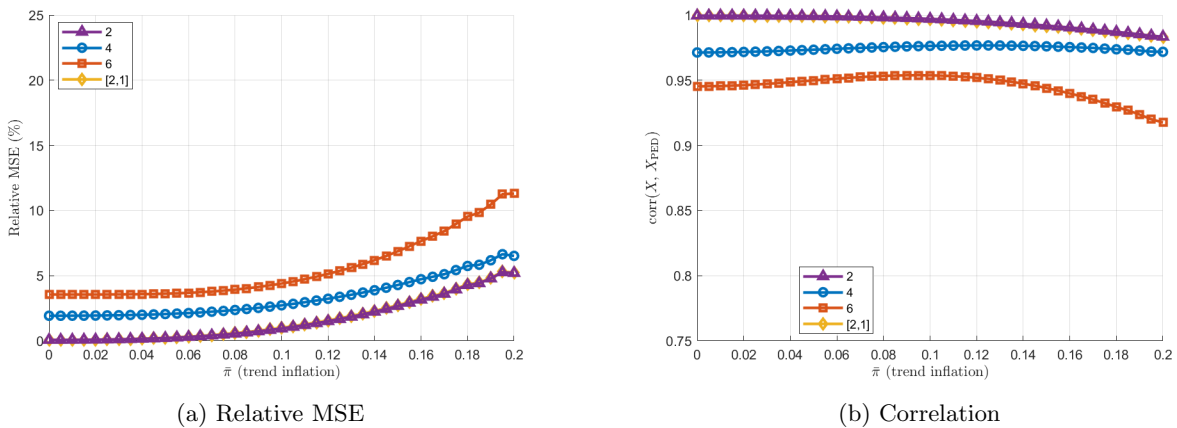 25
20
15
10
5
0
Relative MSE (%)
2
4
6
[2,1]
0 0.02 0.04 0.06 0.08 0.1 0.12 0.14 0.16 0.18 0.2
π̄ (trend inflation)
(a) Relative MSE
1
0.95
0.9
0.85
0.8
0.75
corr(X, X_PED)
2
4
6
[2,1]
0 0.02 0.04 0.06 0.08 0.1 0.12 0.14 0.16 0.18 0.2
π̄ (trend inflation)
(b) Correlation